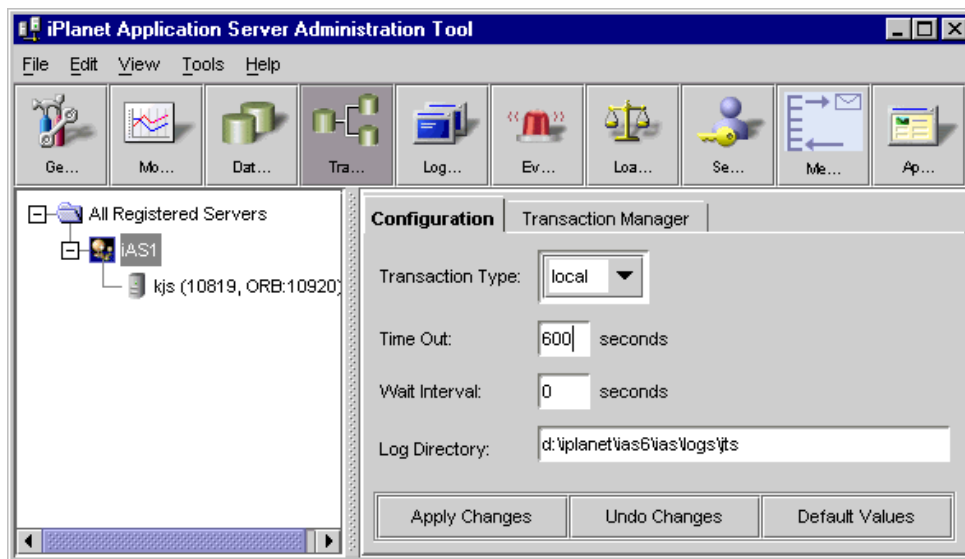 iPlanet Application Server Administration Tool
File Edit View Tools Help
Ge... Mo... Dat... Tra... Log... Ev... Loa... Se... Me... Ap...
All Registered Servers
iAS1
kjs (10819, ORB:10920)
Configuration Transaction Manager
Transaction Type: local
Time Out: 600 seconds
Wait Interval: 0 seconds
Log Directory: d:\iplanet\ias6\ias\logs\jts
Apply Changes Undo Changes Default Values